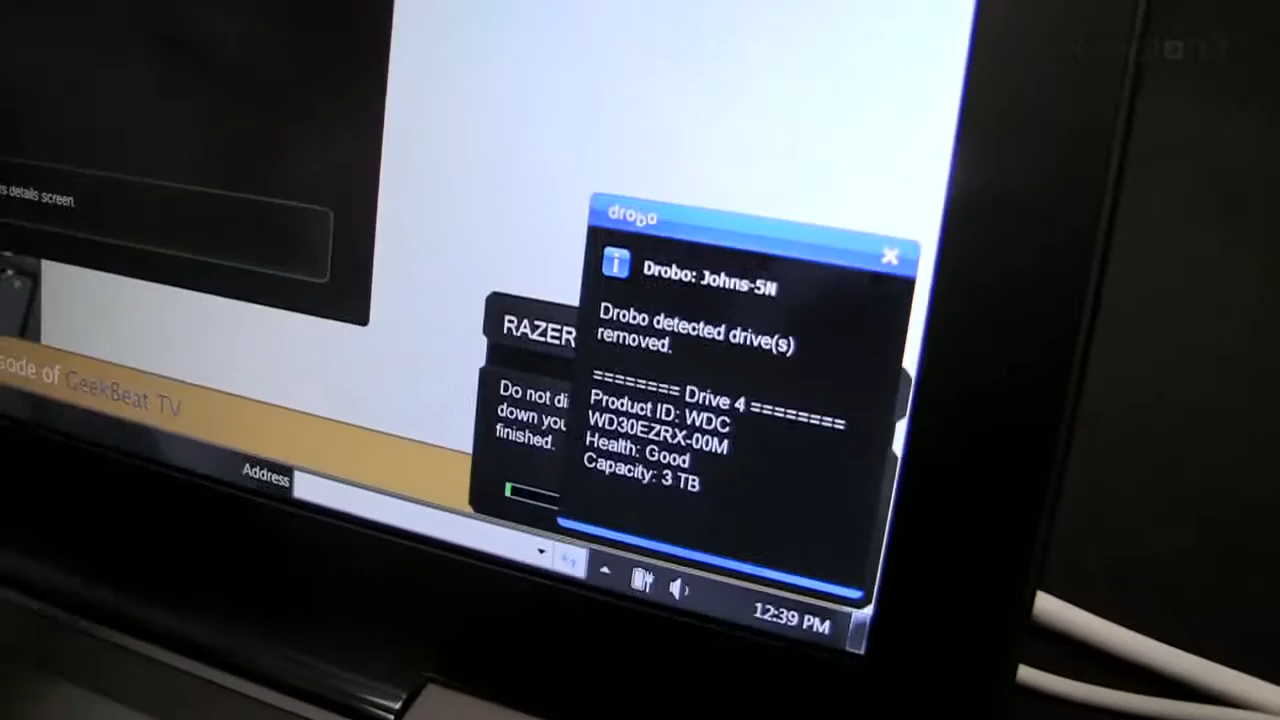 s details screen.
drobo
Drobo: Johns-5N
Drobo detected drive(s)
removed.
======== Drive 4 ========
Product ID: WDC
WD30EZRX-00M
Health: Good
Capacity: 3 TB
RAZER
Do not di
down you
finished.
sode of GeekBeat TV
Address
12:39 PM